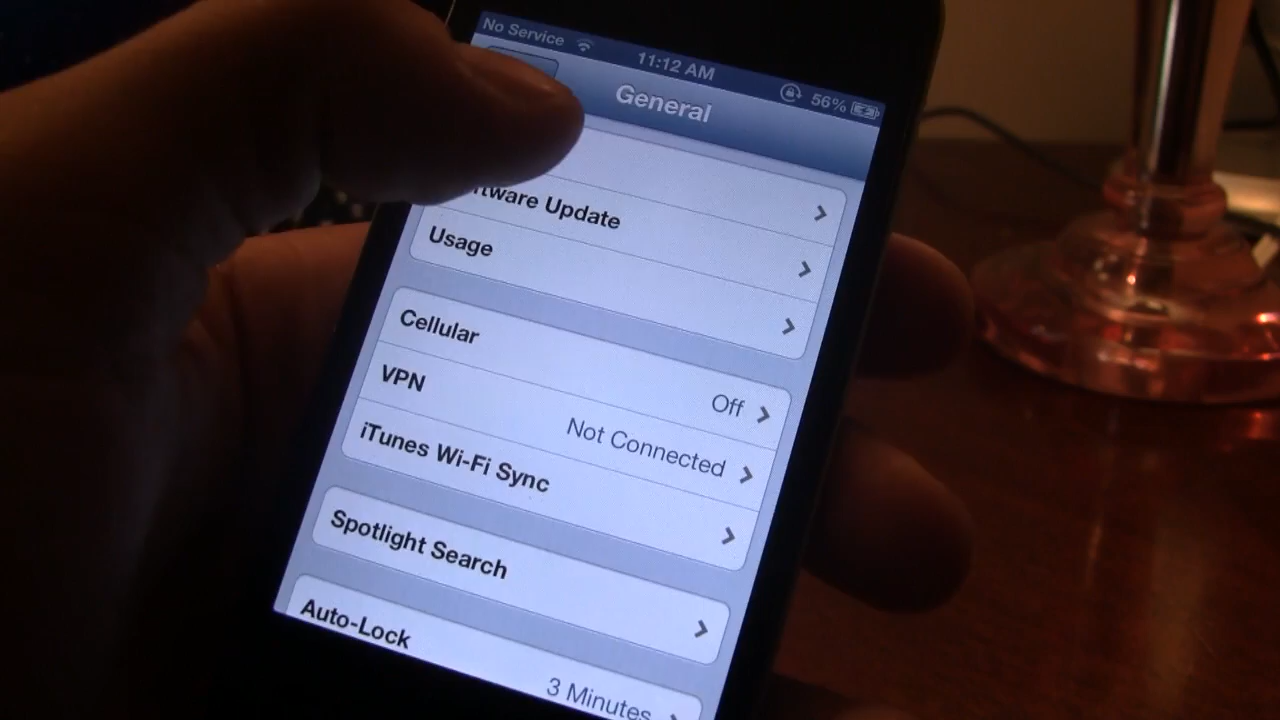 No Service 11:12 AM 56%
General
ftware Update
Usage
Cellular
Off
VPN
Not Connected
iTunes Wi-Fi Sync
Spotlight Search
Auto-Lock
3 Minutes